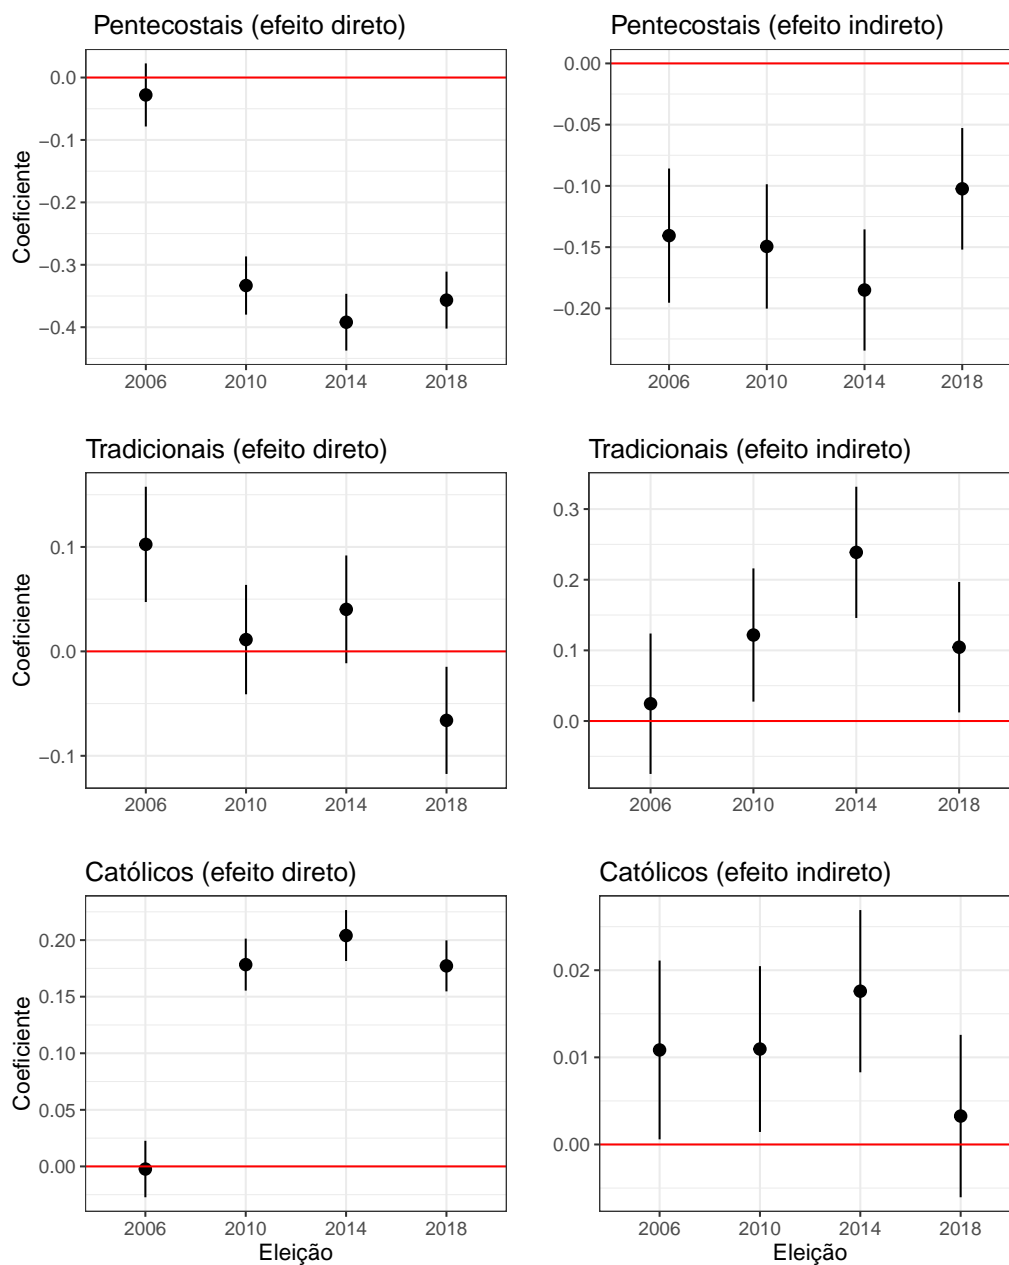 Pentecostais (efeito direto)
Pentecostais (efeito indireto)
Coeficiente
0.0
−0.1
−0.2
−0.3
−0.4
2006 2010 2014 2018
0.00
−0.05
−0.10
−0.15
−0.20
2006 2010 2014 2018
Tradicionais (efeito direto)
Tradicionais (efeito indireto)
Coeficiente
0.1
0.0
−0.1
2006 2010 2014 2018
0.3
0.2
0.1
0.0
2006 2010 2014 2018
Católicos (efeito direto)
Católicos (efeito indireto)
Coeficiente
0.20
0.15
0.10
0.05
0.00
2006 2010 2014 2018
Eleição
0.02
0.01
0.00
2006 2010 2014 2018
Eleição